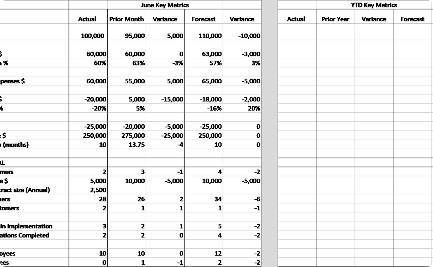 June Key Metrics YTD Key Metrics
Actual Prior Month Variance Forecast Variance Actual Prior Year Variance Forecast
100,000 95,000 5,000 110,000 -10,000
60,000 0 63,000 -3,000
% 60% 63% -3% 57% 3%
penses $ 60,000 55,000 5,000 65,000 -5,000
-20,000 5,000 -15,000 -18,000 -2,000
-20% 5% -16% 20%
-25,000 -20,000 -5,000 -25,000 0
$ 250,000 275,000 -25,000 250,000 0
(months) 10 13.75 -4 10 0
AL
mers 2 3 -1 4 -2
$ 5,000 10,000 -5,000 10,000 -5,000
ract size (Annual) 2,500
ers 28 26 2 34 -6
tomers 2 1 1 1 -1
in Implementation 3 2 1 5 -2
ations Completed 2 2 0 4 -2
oyees 10 10 0 12 -2
ees 0 1 -1 2 -2